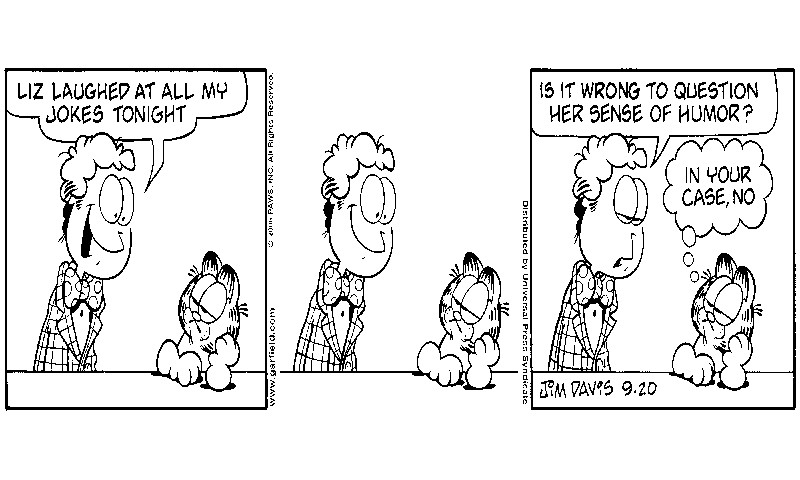 LIZ LAUGHED AT ALL MY
JOKES TONIGHT
www.garfield.com
PAWS, INC. All Rights Reserved.
Distributed by Universal Press Syndicate
IS IT WRONG TO QUESTION
HER SENSE OF HUMOR?
IN YOUR
CASE, NO
JIM DAVIS 9.20